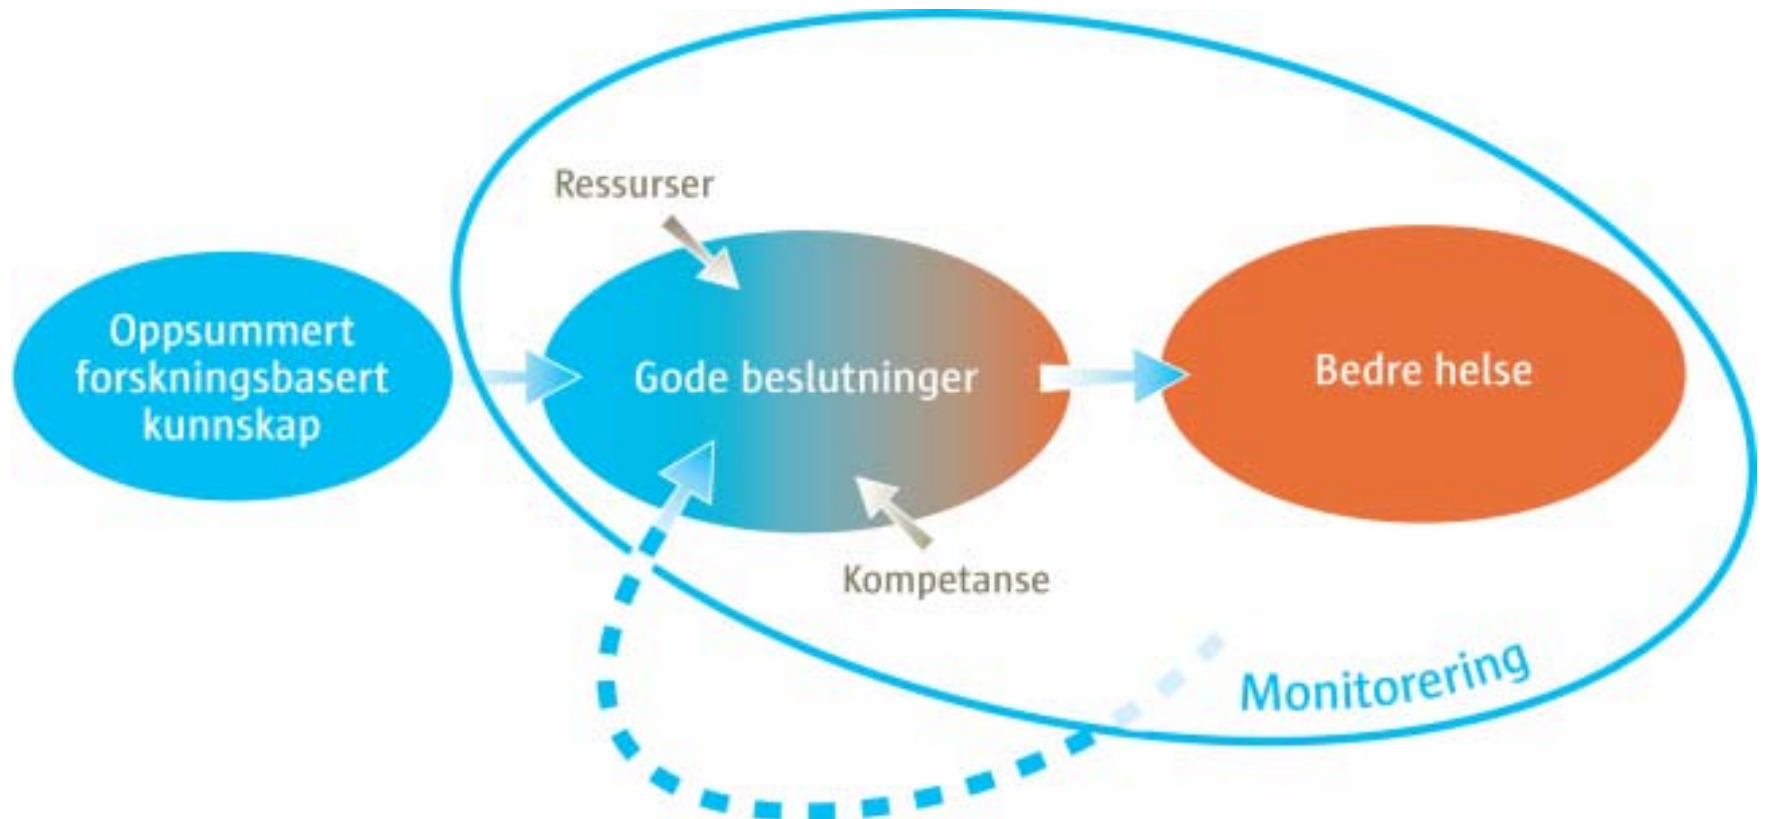 Ressurser
Oppsummert
forskningsbasert
kunnskap
Gode beslutninger
Bedre helse
Kompetanse
Monitorering